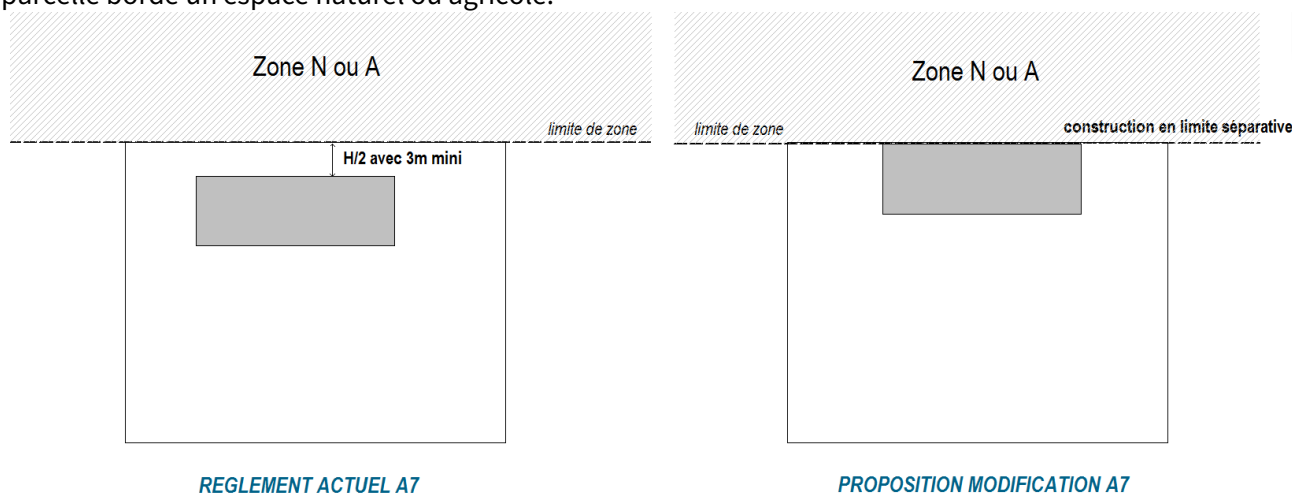 parcelle borde un espace naturel ou agricole.
Zone N ou A
limite de zone
H/2 avec 3m mini
REGLEMENT ACTUEL A7
Zone N ou A
limite de zone
construction en limite séparative
PROPOSITION MODIFICATION A7